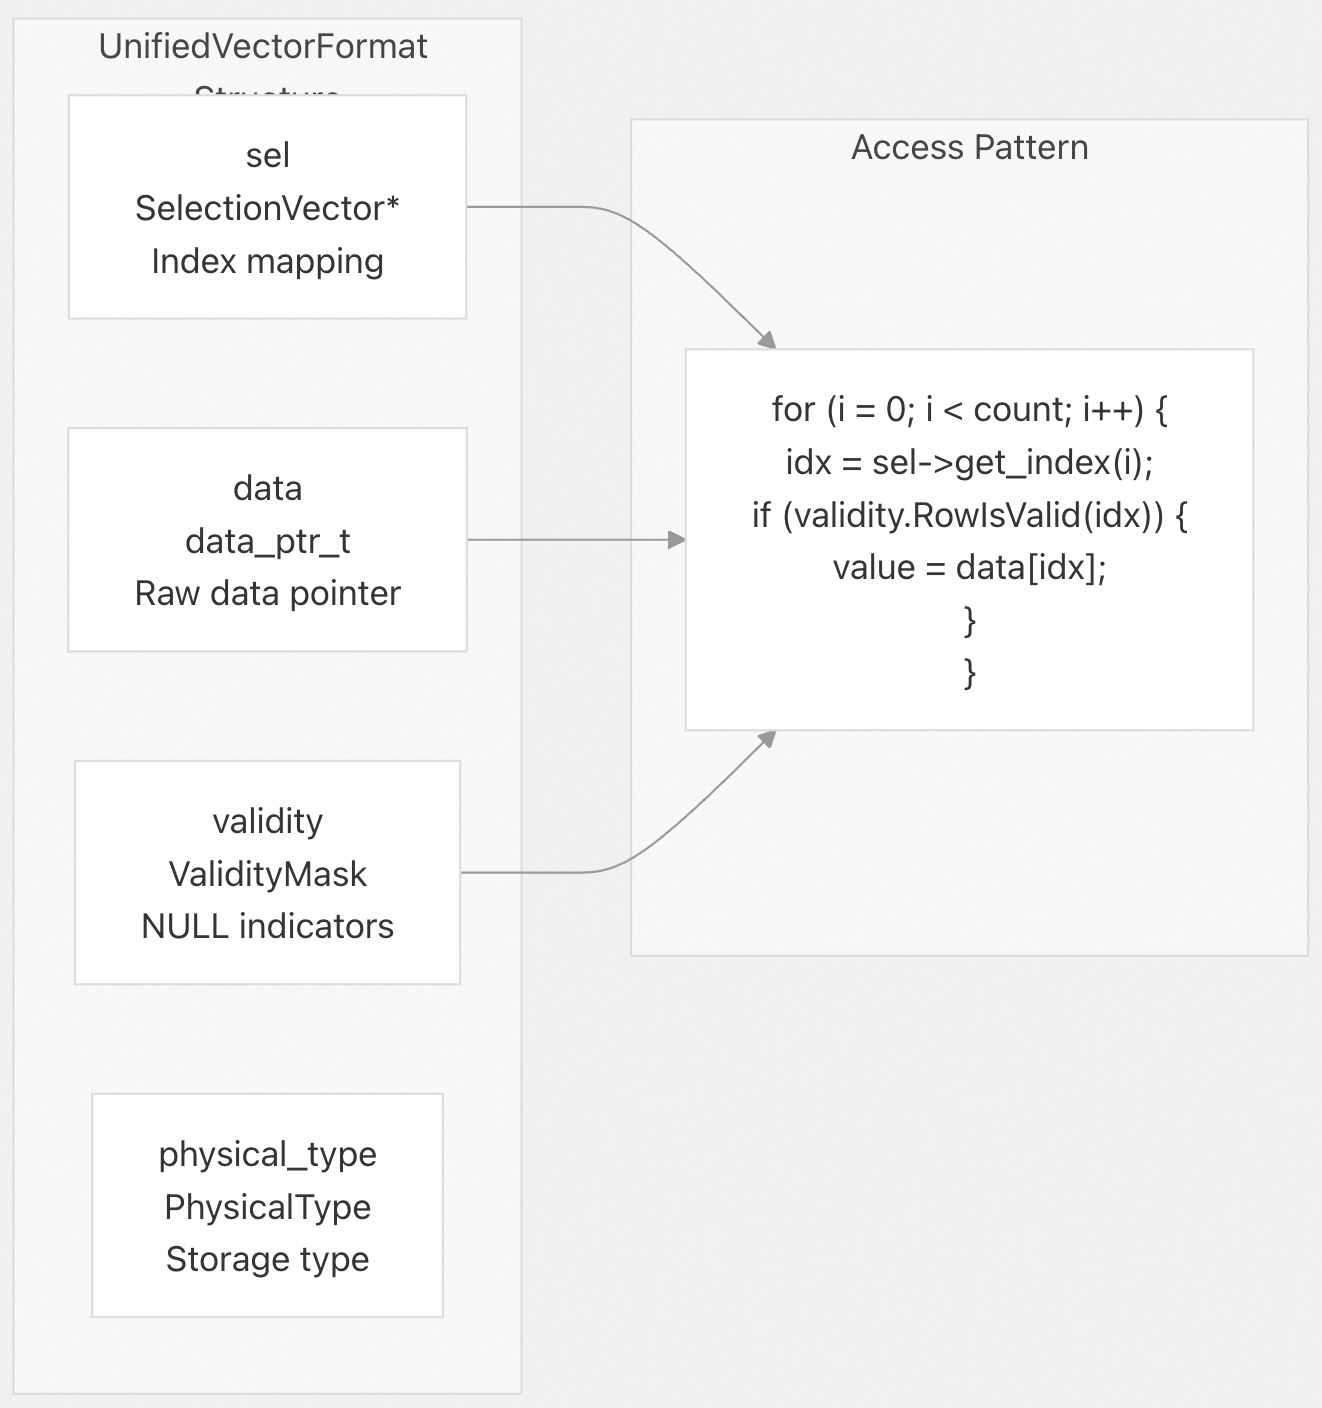 UnifiedVectorFormat
Structure
sel
SelectionVector*
Index mapping
data
data_ptr_t
Raw data pointer
validity
ValidityMask
NULL indicators
physical_type
PhysicalType
Storage type
Access Pattern
for (i = 0; i < count; i++) {
idx = sel->get_index(i);
if (validity.RowIsValid(idx)) {
value = data[idx];
}
}